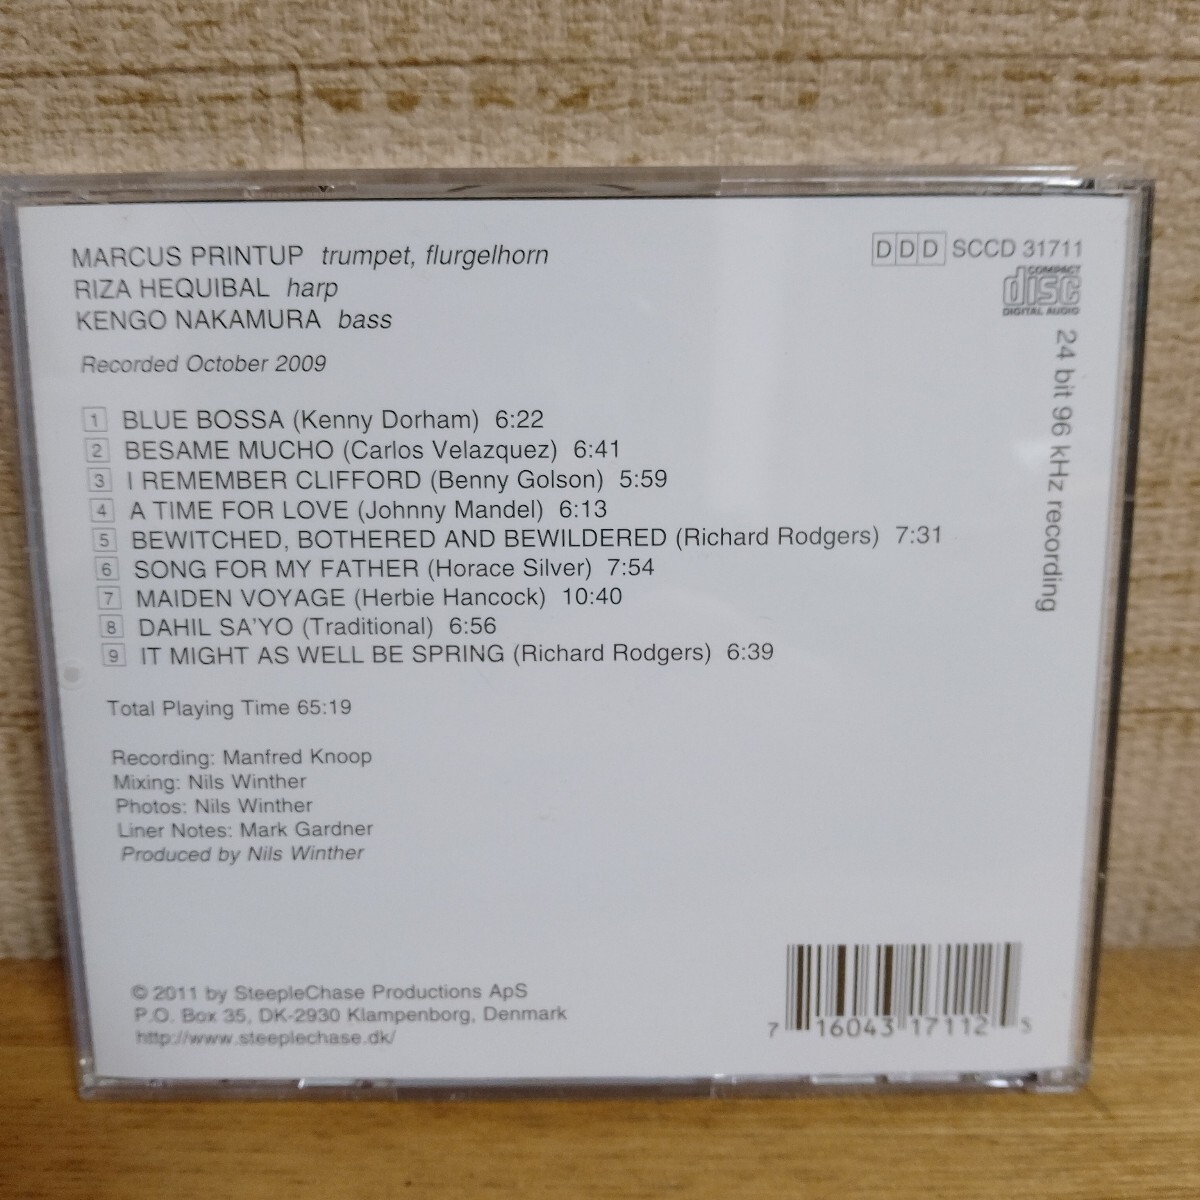 MARCUS PRINTUP trumpet, flurgelhorn
RIZA HEQUIBAL harp
KENGO NAKAMURA bass
Recorded October 2009
DDD SCCD 31711
COMPACT
disc
DIGITAL AUDIO
24 bit 96 kHz recording
1 BLUE BOSSA (Kenny Dorham) 6:22
2 BESAME MUCHO (Carlos Velazquez) 6:41
3 I REMEMBER CLIFFORD (Benny Golson) 5:59
4 A TIME FOR LOVE (Johnny Mandel) 6:13
5 BEWITCHED, BOTHERED AND BEWILDERED (Richard Rodgers) 7:31
6 SONG FOR MY FATHER (Horace Silver) 7:54
7 MAIDEN VOYAGE (Herbie Hancock) 10:40
8 DAHIL SA'YO (Traditional) 6:56
9 IT MIGHT AS WELL BE SPRING (Richard Rodgers) 6:39
Total Playing Time 65:19
Recording: Manfred Knoop
Mixing: Nils Winther
Photos: Nils Winther
Liner Notes: Mark Gardner
Produced by Nils Winther
© 2011 by SteepleChase Productions ApS
P.O. Box 35, DK-2930 Klampenborg, Denmark
http://www.steeplechase.dk/
7 16043 17112 5